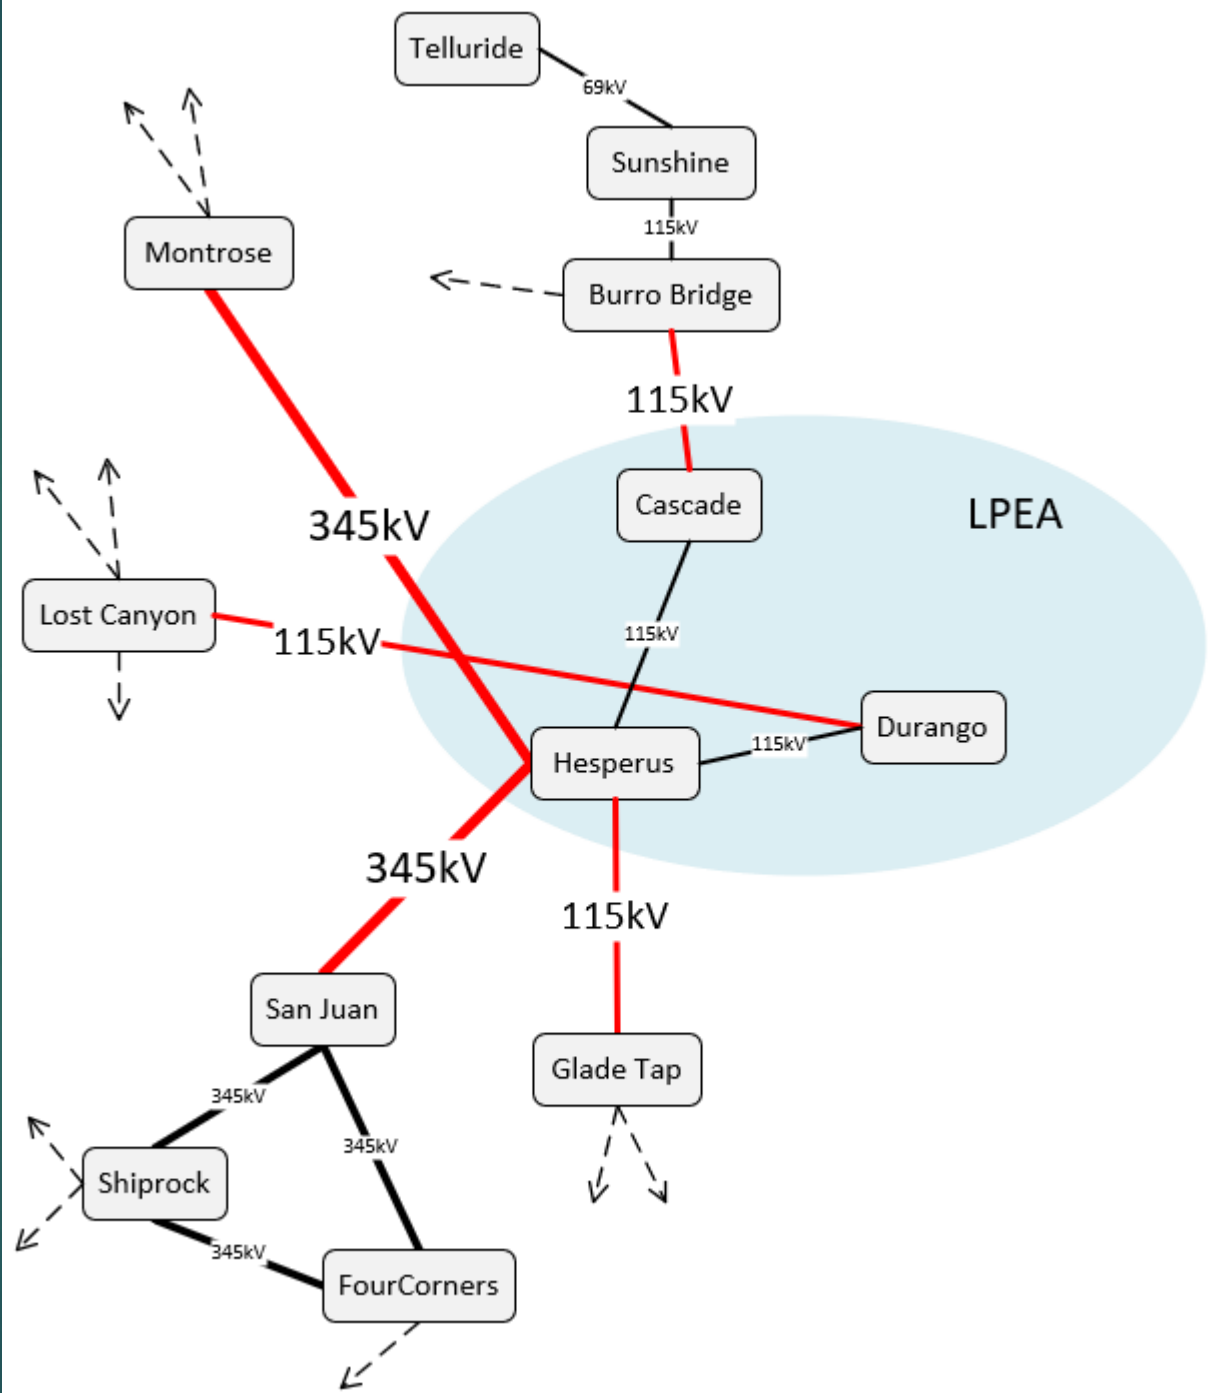 Telluride
69kV
Sunshine
115kV
Montrose
Burro Bridge
115kV
Cascade
LPEA
345kV
Lost Canyon
115kV
115kV
Durango
115kV
Hesperus
345kV
115kV
San Juan
Glade Tap
345kV
345kV
Shiprock
345kV
FourCorners